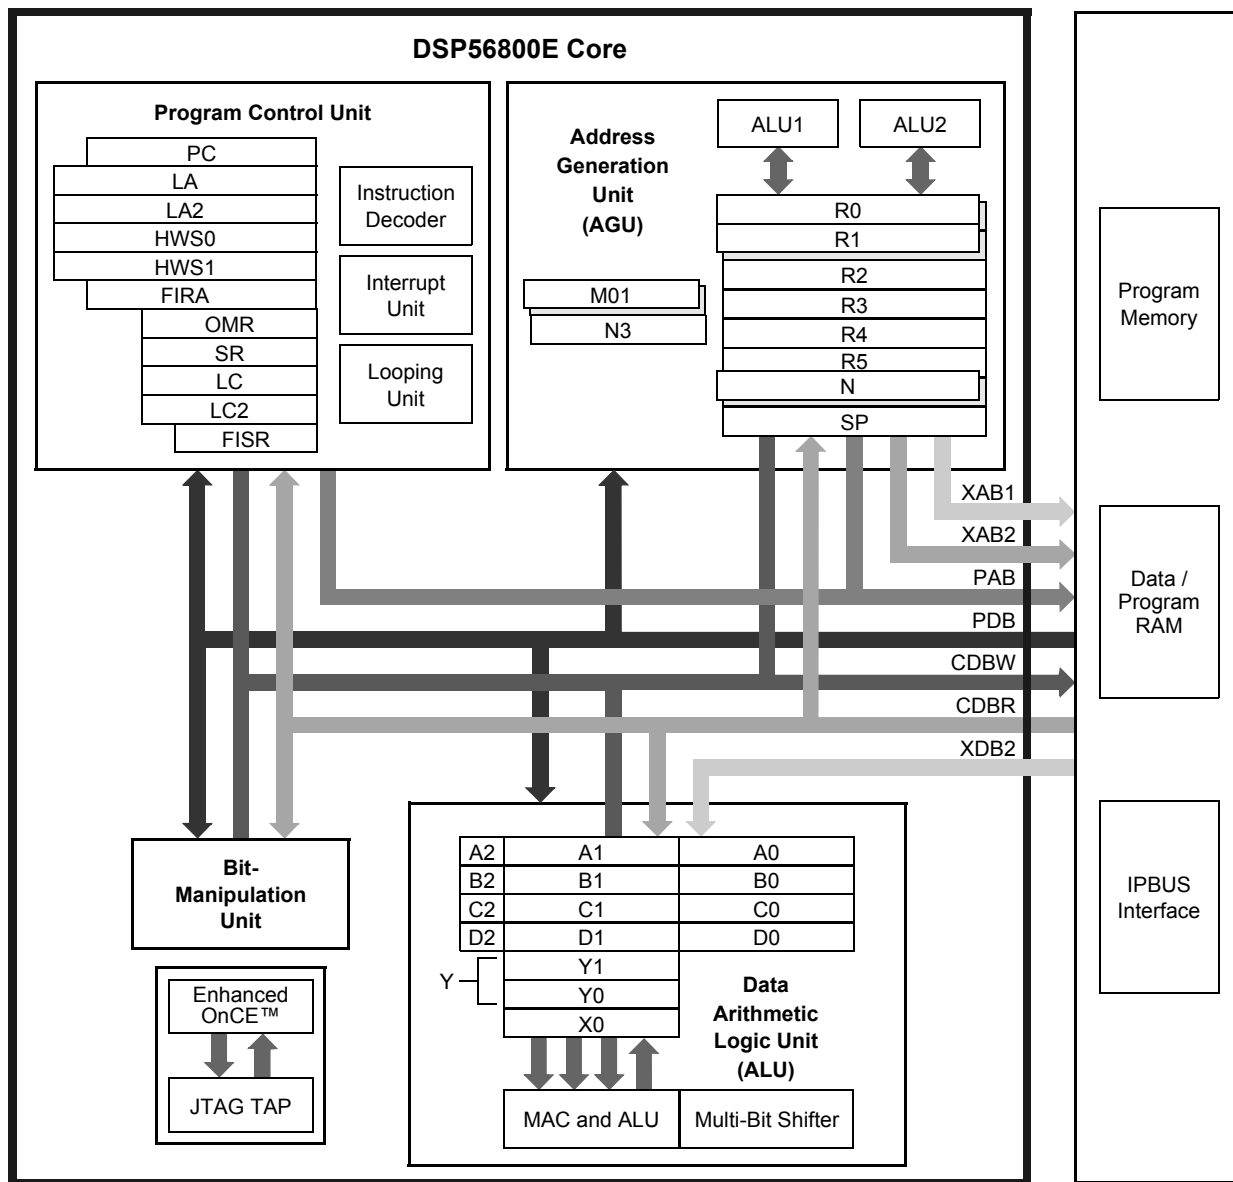 DSP56800E Core
Program Control Unit
PC
LA
LA2
HWS0
HWS1
FIRA
OMR
SR
LC
LC2
FISR
Instruction
Decoder
Interrupt
Unit
Looping
Unit
Address
Generation
Unit
(AGU)
ALU1
ALU2
R0
R1
R2
R3
R4
R5
N
SP
M01
N3
XAB1
XAB2
PAB
PDB
CDBW
CDBR
XDB2
Program
Memory
Data /
Program
RAM
IPBUS
Interface
Bit-
Manipulation
Unit
Enhanced
OnCE™
JTAG TAP
A2 A1 A0
B2 B1 B0
C2 C1 C0
D2 D1 D0
Y
Y1
Y0
X0
Data
Arithmetic
Logic Unit
(ALU)
MAC and ALU
Multi-Bit Shifter